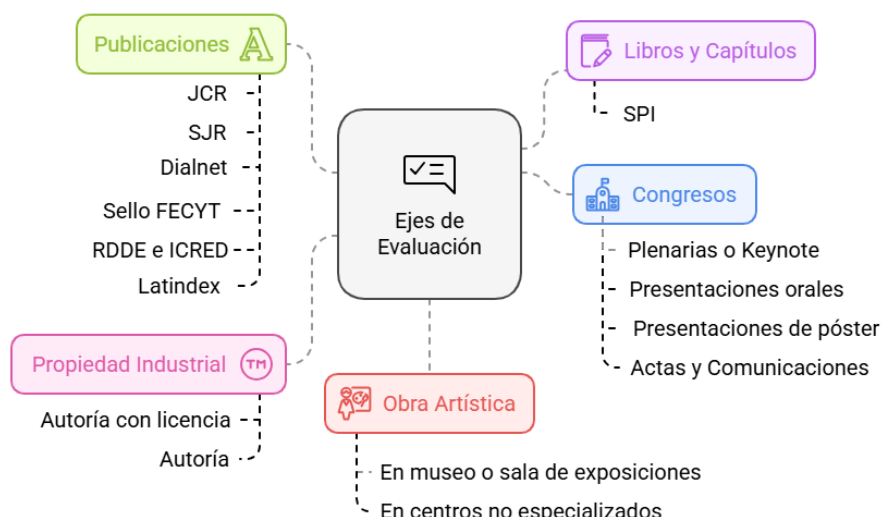 Publicaciones
JCR
SJR
Dialnet
Sello FECYT
RDDE e ICRED
Latindex
Propiedad Industrial
TM
Autoría con licencia
Autoría
Ejes de
Evaluación
Libros y Capítulos
SPI
Congresos
Plenarias o Keynote
Presentaciones orales
Presentaciones de póster
Actas y Comunicaciones
Obra Artística
En museo o sala de exposiciones
En centros no especializados